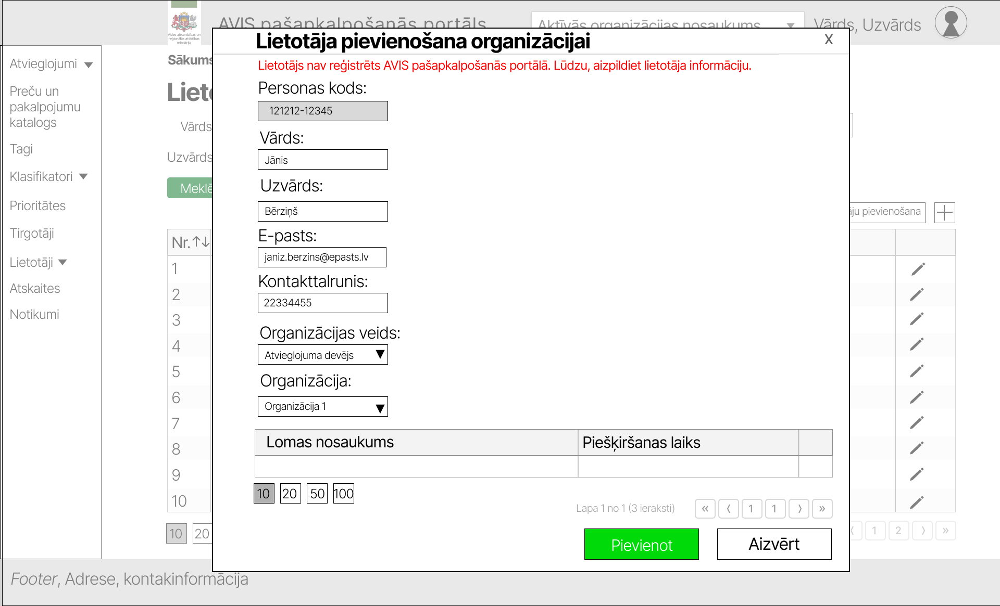 Vides aizsardzības un
reģionālās attīstības
ministrija
AVIS pašapkalpošanās portāls
Aktīvās organizācijas nosaukums
Vārds, Uzvārds
Atvieglojumi
Preču un
pakalpojumu
katalogs
Tagi
Klasifikatori
Prioritātes
Tirgotāji
Lietotāji
Atskaites
Notikumi
Sākums
Liet
Vārds
Uzvārds
Meklē
ju pievienošana
Nr.
1
2
3
4
5
6
7
8
9
10
10 20
Lietotāja pievienošana organizācijai
X
Lietotājs nav reģistrēts AVIS pašapkalpošanās portālā. Lūdzu, aizpildiet lietotāja informāciju.
Personas kods:
121212-12345
Vārds:
Jānis
Uzvārds:
Bērziņš
E-pasts:
janiz.berzins@epasts.lv
Kontakttalrunis:
22334455
Organizācijas veids:
Atvieglojuma devējs
Organizācija:
Organizācija 1
Lomas nosaukums Piešķiršanas laiks
10 20 50 100
Lapa 1 no 1 (3 ieraksti) « ⟨ 1 1 ⟩ »
Pievienot Aizvērt
⟨ 1 2 ⟩ »
Footer, Adrese, kontakinformācija